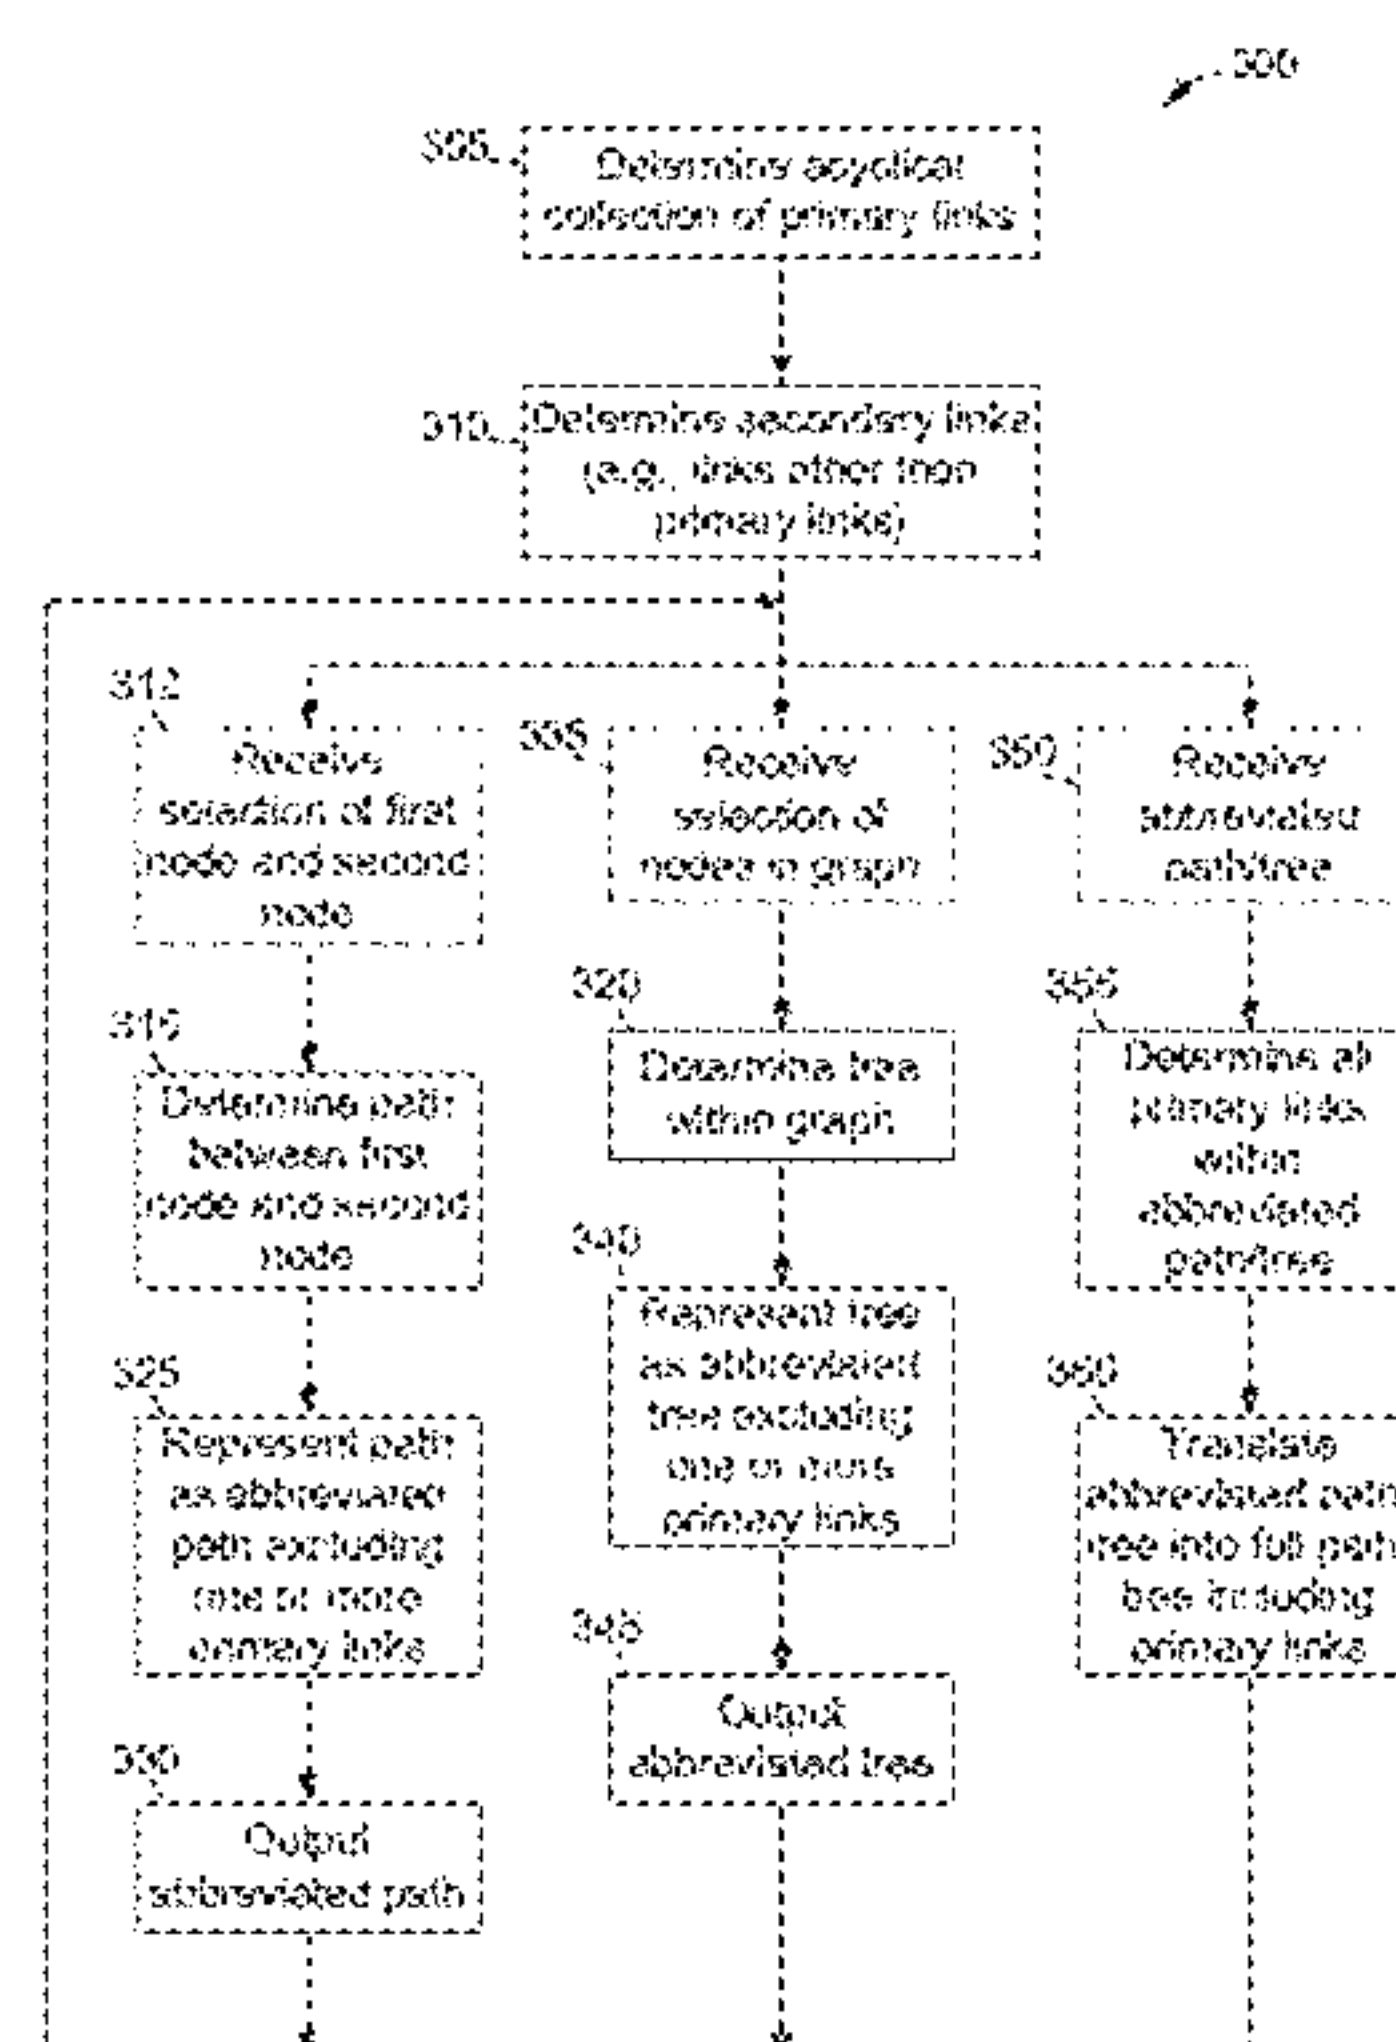 300
305
Determine acyclical
collection of primary links
310
Determine secondary links
(e.g., links other than
primary links)
312
Receive
selection of first
node and second
node
335
Receive
selection of
nodes in graph
350
Receive
abbreviated
path/tree
315
Determine path
between first
node and second
node
320
Determine tree
within graph
355
Determine all
primary links
within
abbreviated
path/tree
325
Represent path
as abbreviated
path excluding
one or more
primary links
340
Represent tree
as abbreviated
tree excluding
one or more
primary links
360
Translate
abbreviated path/
tree into full path/
tree including
primary links
330
Output
abbreviated path
345
Output
abbreviated tree